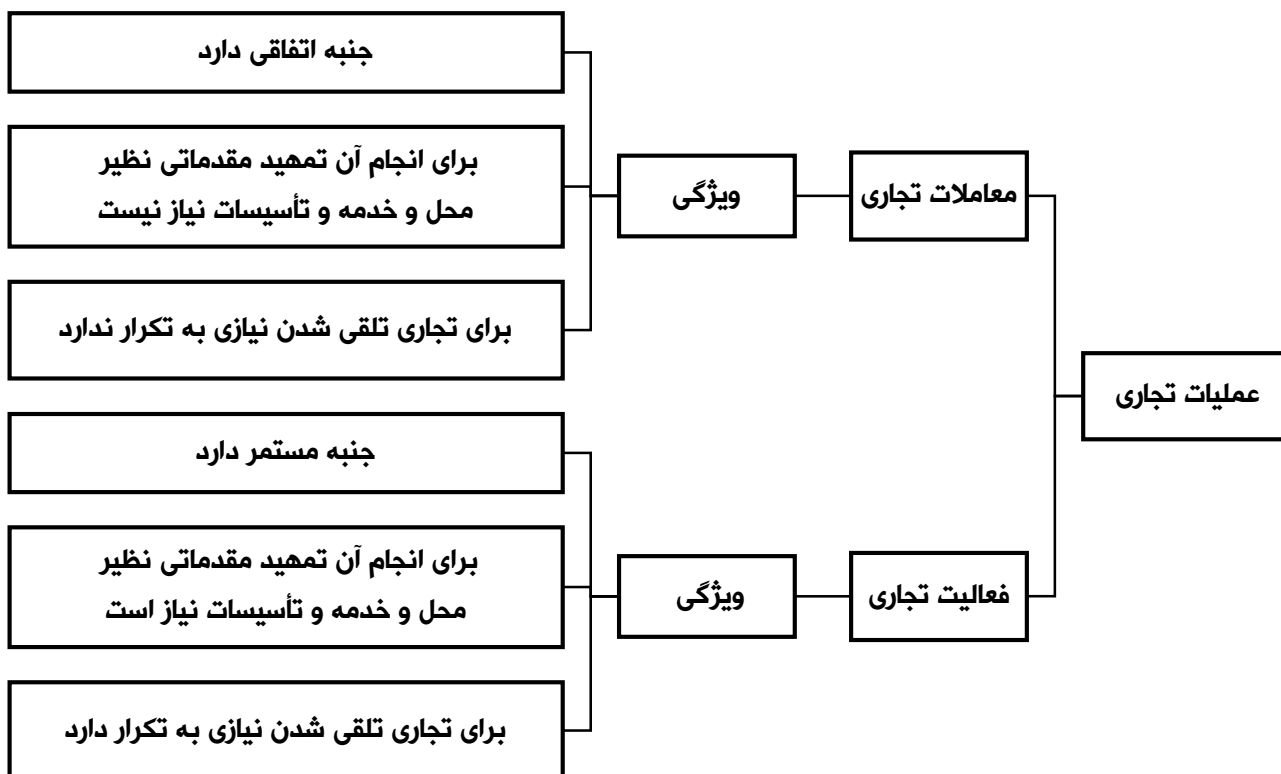 عملیات تجاری
معاملات تجاری
ویژگی
جنبه اتفاقی دارد
برای انجام آن تمهید مقدماتی نظیر
محل و خدمه و تأسیسات نیاز نیست
برای تجاری تلقی شدن نیازی به تکرار ندارد
فعالیت تجاری
ویژگی
جنبه مستمر دارد
برای انجام آن تمهید مقدماتی نظیر
محل و خدمه و تأسیسات نیاز است
برای تجاری تلقی شدن نیازی به تکرار دارد